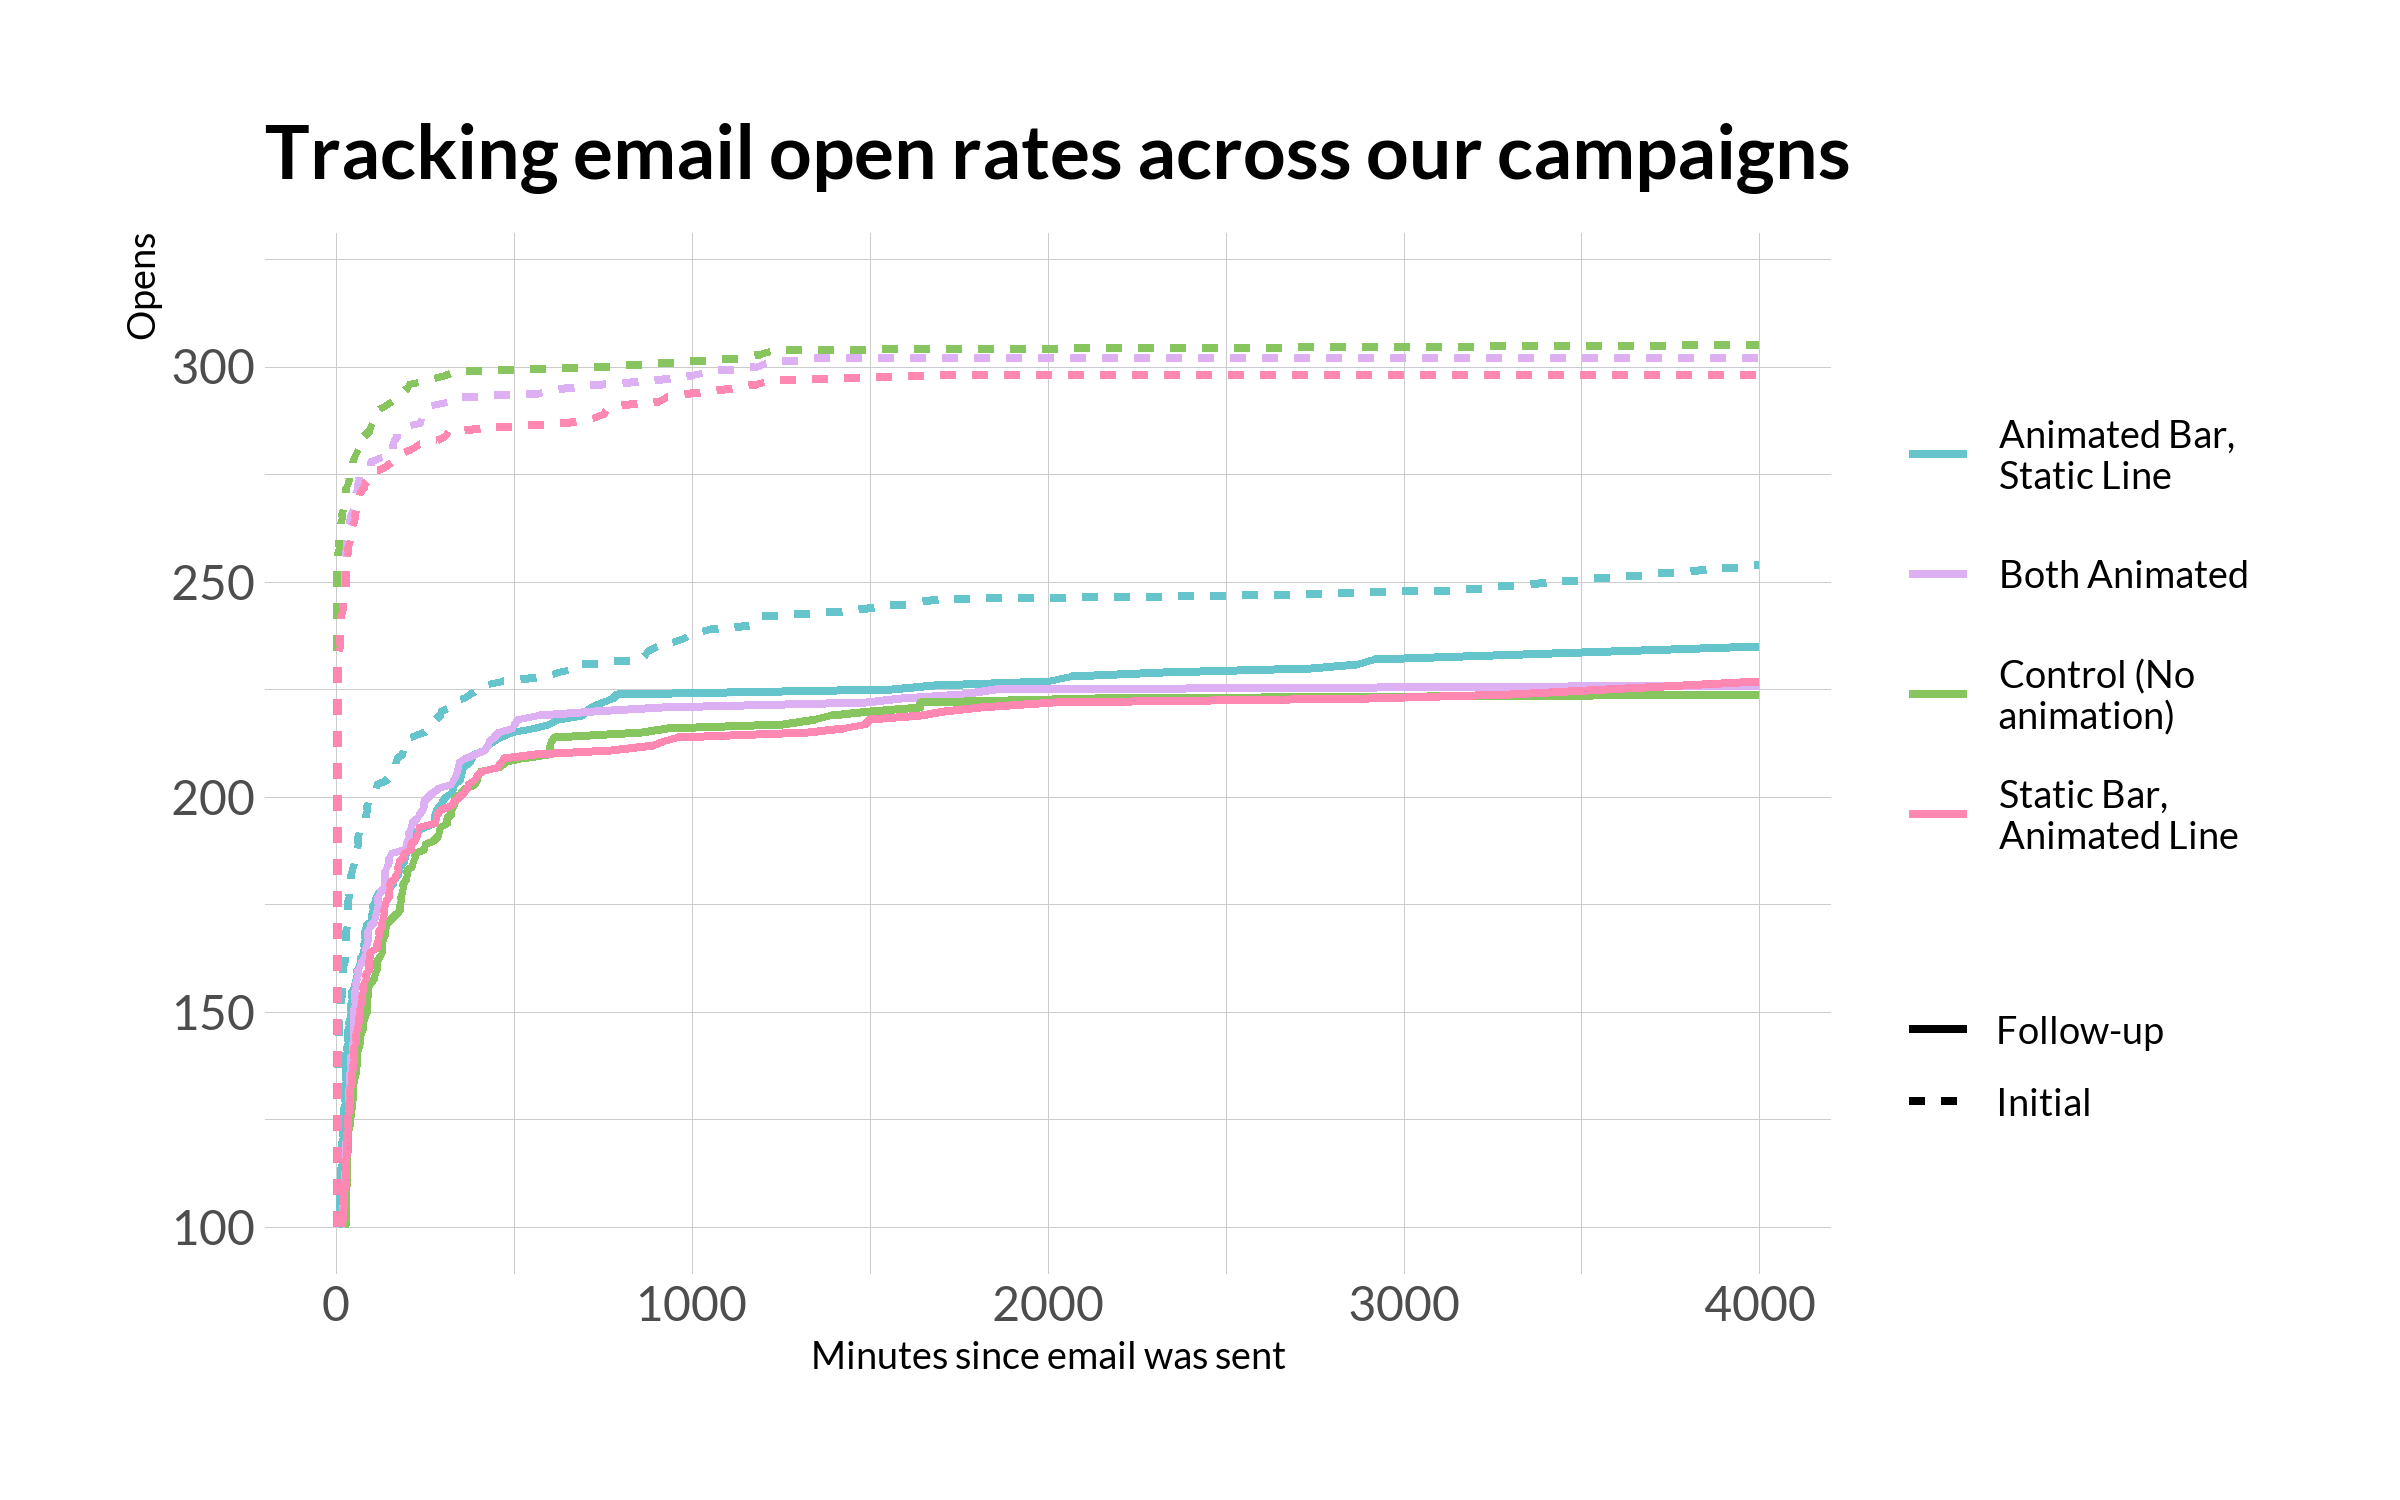 Tracking email open rates across our campaigns
Opens
300
250
200
150
100
0 1000 2000 3000 4000
Minutes since email was sent
Animated Bar,
Static Line
Both Animated
Control (No
animation)
Static Bar,
Animated Line
Follow-up
Initial